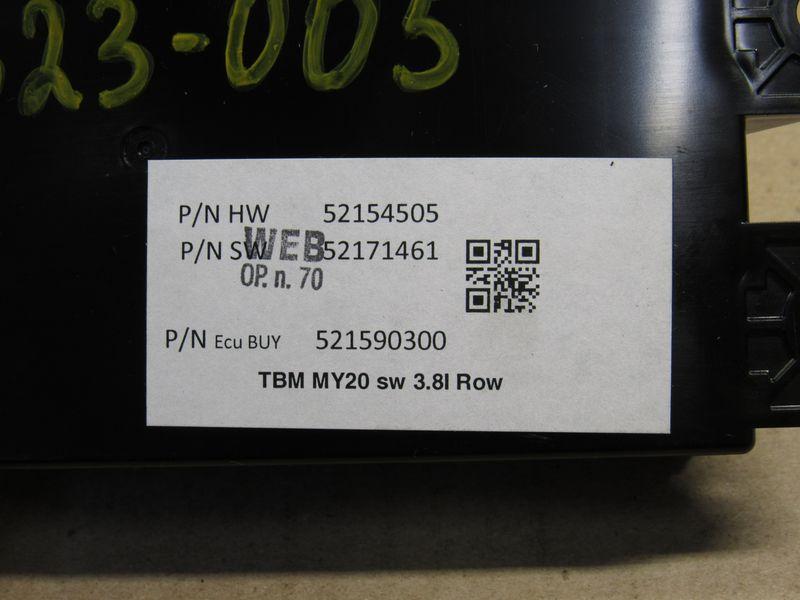 23-005
P/N HW 52154505
P/N SW 52171461
WEB
OP. n. 70
P/N Ecu BUY 521590300
TBM MY20 sw 3.8l Row